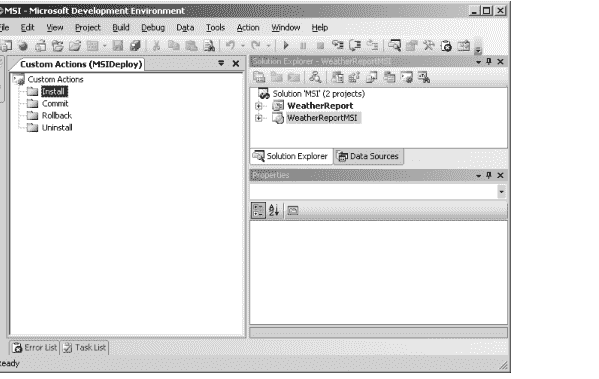 MSI - Microsoft Development Environment
File Edit View Project Build Debug Data Tools Action Window Help
Custom Actions (MSIDeploy)
Custom Actions
Install
Commit
Rollback
Uninstall
Solution Explorer - WeatherReportMSI
Solution 'MSI' (2 projects)
WeatherReport
WeatherReportMSI
Solution Explorer Data Sources
Properties
Error List Task List
eady